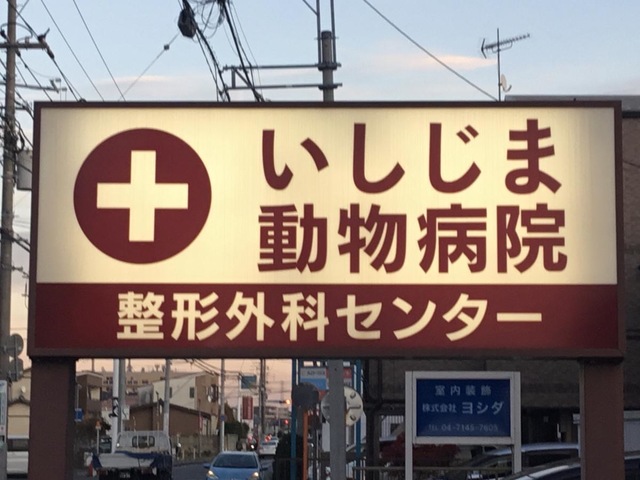 いしじま
動物病院
整形外科センター
室内装飾
株式会社 ヨシダ
TEL 04-7145-7605